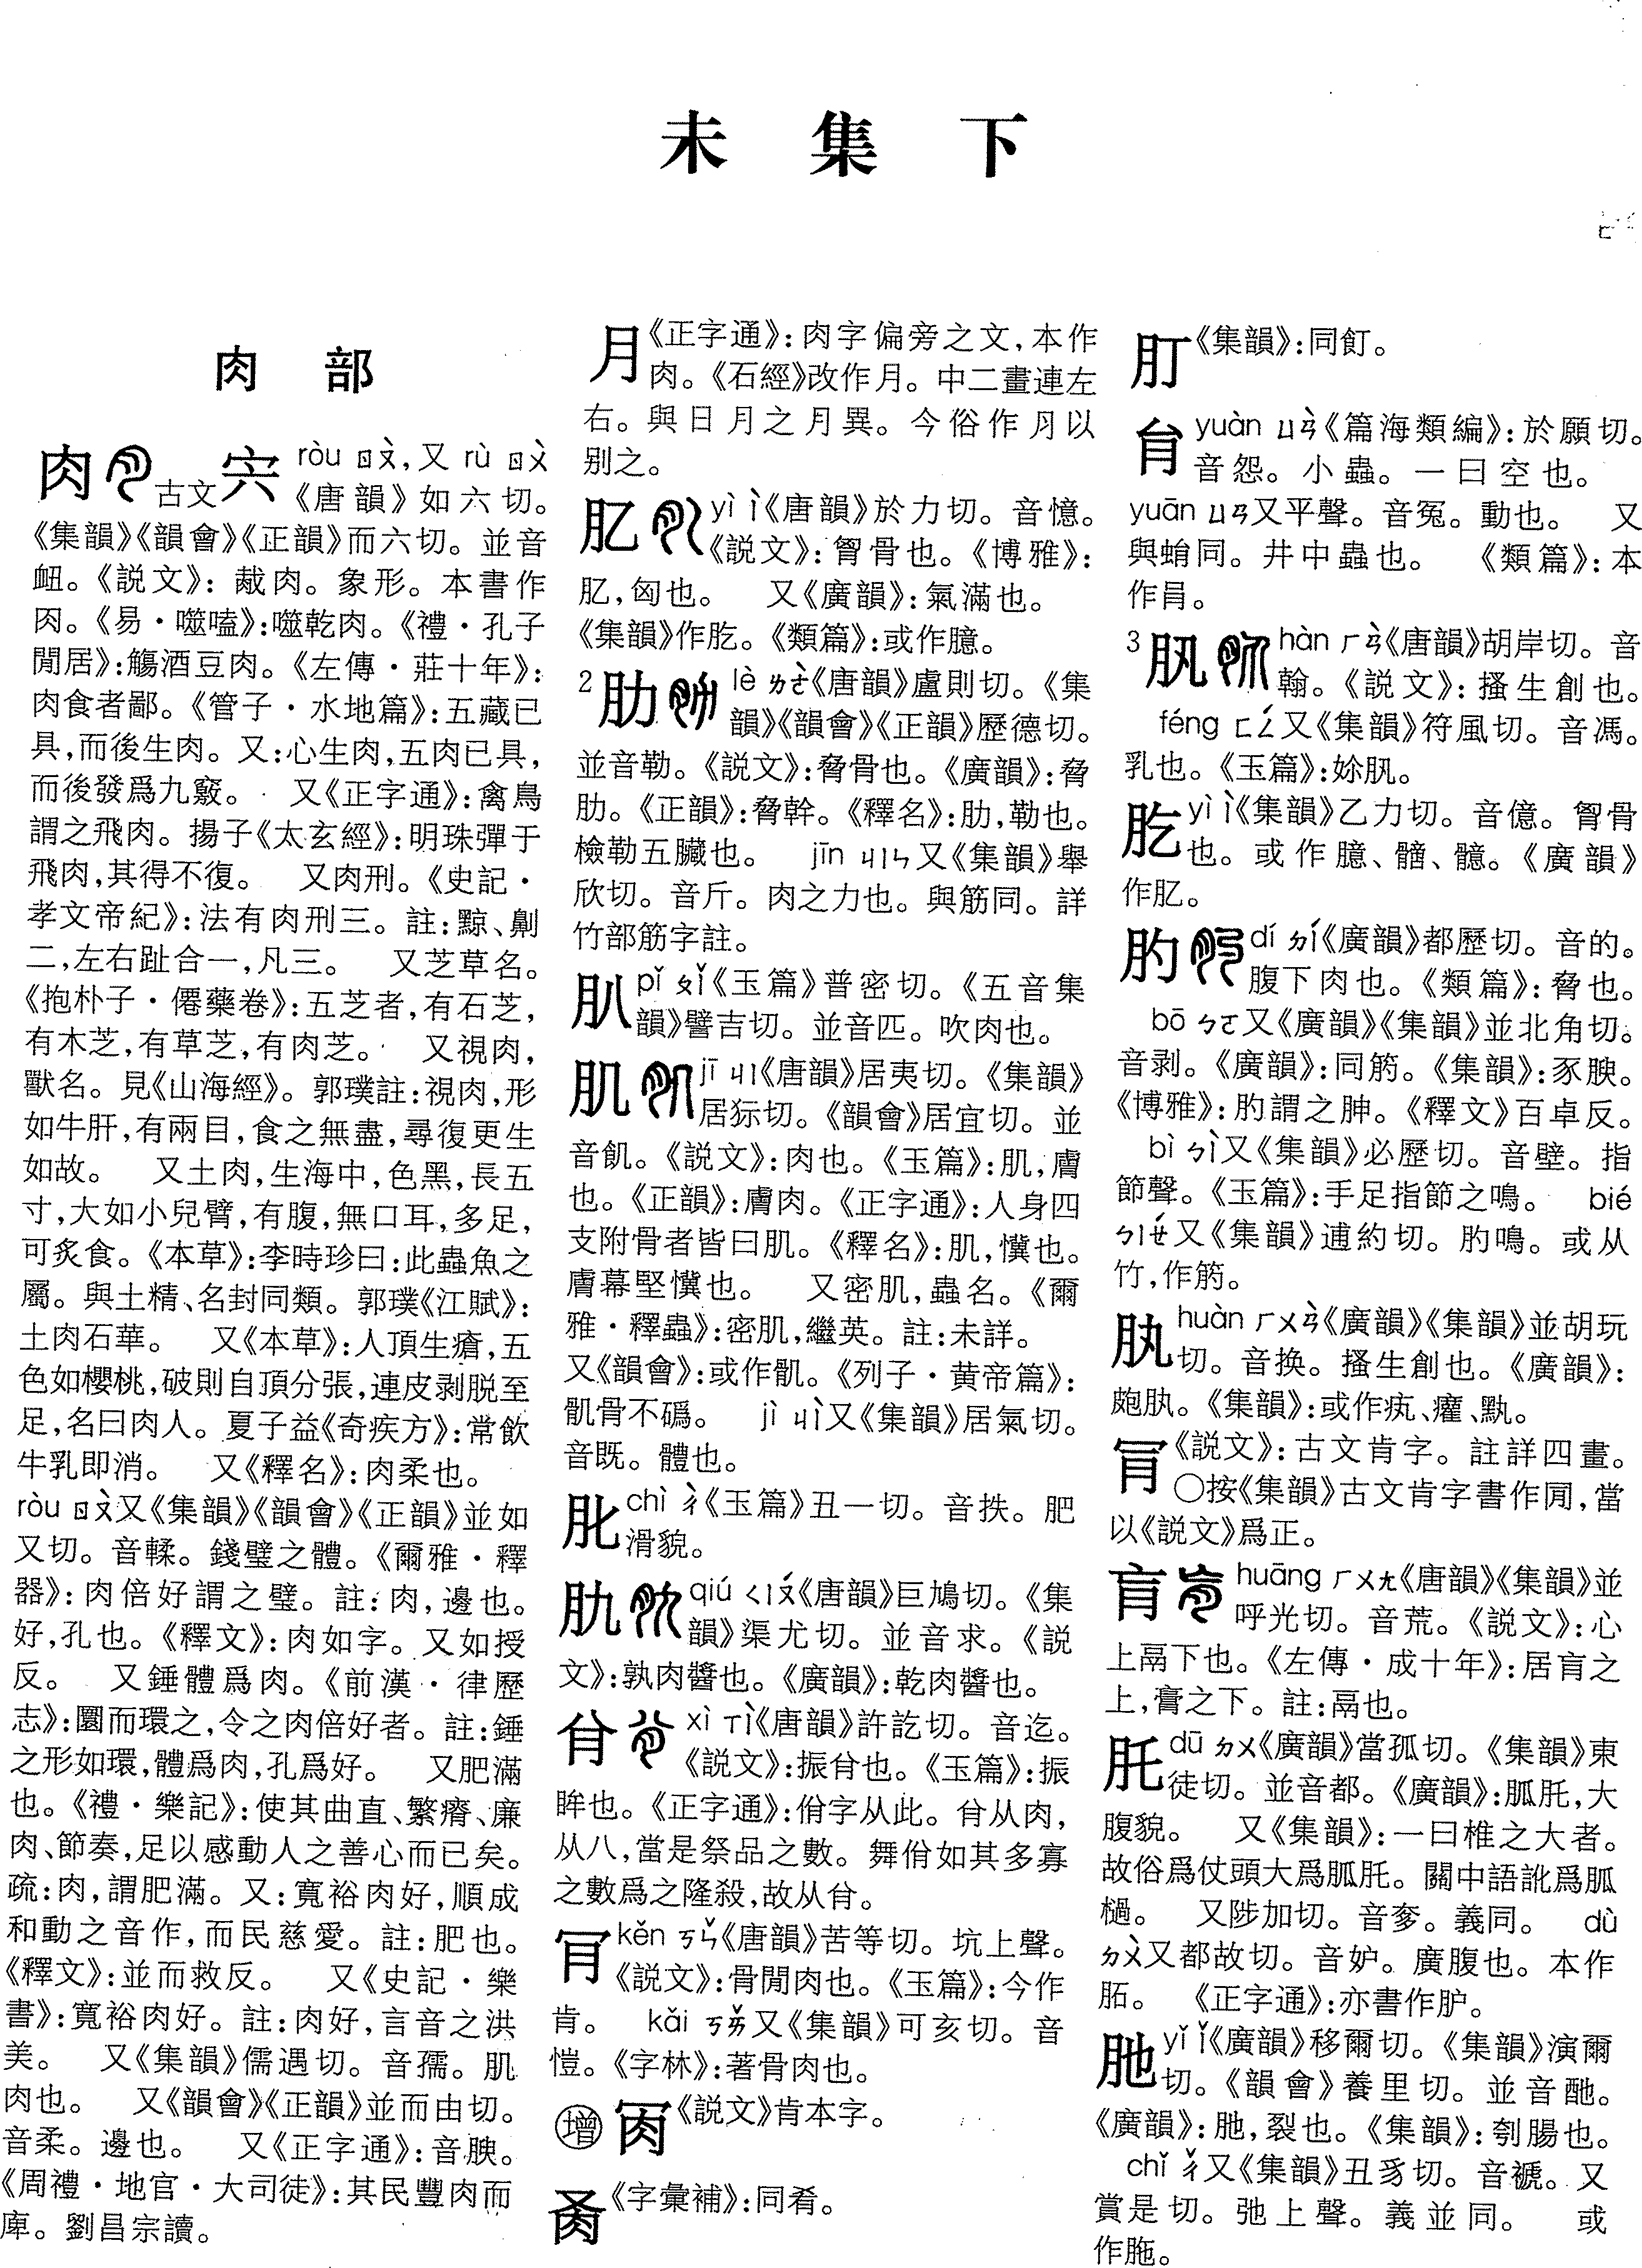 未集下
肉部
肉 古文 宍 ròu ㄖㄡˋ,又 rù ㄖㄨˋ
《唐韻》如六切。
《集韻》《韻會》《正韻》而六切。並音
衄。《説文》:胾肉。象形。本書作
𠕎。《易·噬嗑》:噬乾肉。《禮·孔子
閒居》:觴酒豆肉。《左傳·莊十年》:
肉食者鄙。《管子·水地篇》:五藏已
具,而後生肉。又:心生肉,五肉已具,
而後發爲九竅。 又《正字通》:禽鳥
謂之飛肉。揚子《太玄經》:明珠彈于
飛肉,其得不復。 又肉刑。《史記·
孝文帝紀》:法有肉刑三。註:黥、劓
二,左右趾合一,凡三。 又芝草名。
《抱朴子·僊藥卷》:五芝者,有石芝,
有木芝,有草芝,有肉芝。 又視肉,
獸名。見《山海經》。郭璞註:視肉,形
如牛肝,有兩目,食之無盡,尋復更生
如故。 又土肉,生海中,色黑,長五
寸,大如小兒臂,有腹,無口耳,多足,
可炙食。《本草》:李時珍曰:此蟲魚之
屬。與土精、名封同類。郭璞《江賦》:
土肉石華。 又《本草》:人頂生瘡,五
色如櫻桃,破則自頂分張,連皮剥脱至
足,名曰肉人。夏子益《奇疾方》:常飲
牛乳即消。 又《釋名》:肉柔也。
ròu ㄖㄡˋ又《集韻》《韻會》《正韻》並如
又切。音輮。錢璧之體。《爾雅·釋
器》:肉倍好謂之璧。註:肉,邊也。
好,孔也。《釋文》:肉如字。又如授
反。 又錘體爲肉。《前漢·律歷
志》:圜而環之,令之肉倍好者。註:錘
之形如環,體爲肉,孔爲好。 又肥滿
也。《禮·樂記》:使其曲直、繁瘠、廉
肉、節奏,足以感動人之善心而已矣。
疏:肉,謂肥滿。又:寬裕肉好,順成
和動之音作,而民慈愛。註:肥也。
《釋文》:並而救反。 又《史記·樂
書》:寬裕肉好。註:肉好,言音之洪
美。 又《集韻》儒遇切。音孺。肌
肉也。 又《韻會》《正韻》並而由切。
音柔。邊也。 又《正字通》:音腴。
《周禮·地官·大司徒》:其民豐肉而
庳。劉昌宗讀。
月《正字通》:肉字偏旁之文,本作
肉。《石經》改作月。中二畫連左
右。與日月之月異。今俗作⺼以
别之。
肊 yì ㄧˋ《唐韻》於力切。音憶。
《説文》:胷骨也。《博雅》:
肊,匈也。 又《廣韻》:氣滿也。
《集韻》作肐。《類篇》:或作臆。
2 肋 lè ㄌㄜˋ《唐韻》盧則切。《集
韻》《韻會》《正韻》歷德切。
並音勒。《説文》:脅骨也。《廣韻》:脅
肋。《正韻》:脅幹。《釋名》:肋,勒也。
檢勒五臟也。 jīn ㄐㄧㄣ又《集韻》舉
欣切。音斤。肉之力也。與筋同。詳
竹部筋字註。
𦘩 pǐ ㄆㄧˇ《玉篇》普密切。《五音集
韻》譬吉切。並音匹。吹肉也。
肌 jī ㄐㄧ《唐韻》居夷切。《集韻》
居狋切。《韻會》居宜切。並
音飢。《説文》:肉也。《玉篇》:肌,膚
也。《正韻》:膚肉。《正字通》:人身四
支附骨者皆曰肌。《釋名》:肌,懻也。
膚幕堅懻也。 又密肌,蟲名。《爾
雅·釋蟲》:密肌,繼英。註:未詳。
又《韻會》:或作骩。《列子·黄帝篇》:
骩骨不礪。 jì ㄐㄧˋ又《集韻》居氣切。
音既。體也。
𦘪 chì ㄔˋ《玉篇》丑一切。音抶。肥
滑貌。
肍 qiú ㄑㄧㄡˊ《唐韻》巨鳩切。《集
韻》渠尤切。並音求。《説
文》:孰肉醬也。《廣韻》:乾肉醬也。
㕣 xì ㄒㄧˋ《唐韻》許訖切。音迄。
《説文》:振㕣也。《玉篇》:振
眸也。《正字通》:佾字从此。㕣从肉,
从八,當是祭品之數。舞佾如其多寡
之數爲之隆殺,故从㕣。
肎 kěn ㄎㄣˇ《唐韻》苦等切。坑上聲。
《説文》:骨閒肉也。《玉篇》:今作
肯。 kǎi ㄎㄞˇ又《集韻》可亥切。音
愷。《字林》:著骨肉也。
增 肎《説文》肯本字。
𦘫《字彙補》:同肴。
肕《集韻》:同飣。
肙 yuàn ㄩㄢˋ《篇海類編》:於願切。
音怨。小蟲。一曰空也。
yuān ㄩㄢ又平聲。音冤。動也。 又
與蜎同。井中蟲也。 《類篇》:本
作肙。
3 肒 hàn ㄏㄢˋ《唐韻》胡岸切。音
翰。《説文》:搔生創也。
féng ㄈㄥˊ又《集韻》符風切。音馮。
乳也。《玉篇》:妳肒。
肐 yì ㄧˋ《集韻》乙力切。音億。胷骨
也。或作臆、髂、髓。《廣韻》
作肊。
肑 dí ㄉㄧˊ《廣韻》都歷切。音的。
腹下肉也。《類篇》:脅也。
bō ㄅㄛ又《廣韻》《集韻》並北角切。
音剥。《廣韻》:同筋。《集韻》:豕腴。
《博雅》:肑謂之胂。《釋文》百卓反。
bì ㄅㄧˋ又《集韻》必歷切。音壁。指
節聲。《玉篇》:手足指節之鳴。 bié
ㄅㄧㄝˊ又《集韻》逋約切。肑鳴。或从
竹,作筋。
肒 huàn ㄏㄨㄢˋ《廣韻》《集韻》並胡玩
切。音换。搔生創也。《廣韻》:
皰肒。《集韻》:或作疻、癯、㱿。
肎《説文》:古文肯字。註詳四畫。
○按《集韻》古文肯字書作肎,當
以《説文》爲正。
肓 huāng ㄏㄨㄤ《唐韻》《集韻》並
呼光切。音荒。《説文》:心
上鬲下也。《左傳·成十年》:居肓之
上,膏之下。註:鬲也。
肚 dū ㄉㄨ《廣韻》當孤切。《集韻》東
徒切。並音都。《廣韻》:胍肚,大
腹貌。 又《集韻》:一曰椎之大者。
故俗爲仗頭大爲胍肚。關中語訛爲胍
檛。 又陟加切。音奓。義同。 dù
ㄉㄨˋ又都故切。音妒。廣腹也。本作
𦙶。 《正字通》:亦書作胪。
胣 yǐ ㄧˇ《廣韻》移爾切。《集韻》演爾
切。《韻會》養里切。並音酏。
《廣韻》:胣,裂也。《集韻》:刳腸也。
chǐ ㄔˇ又《集韻》丑豸切。音褫。又
賞是切。弛上聲。義並同。 或
作胣。